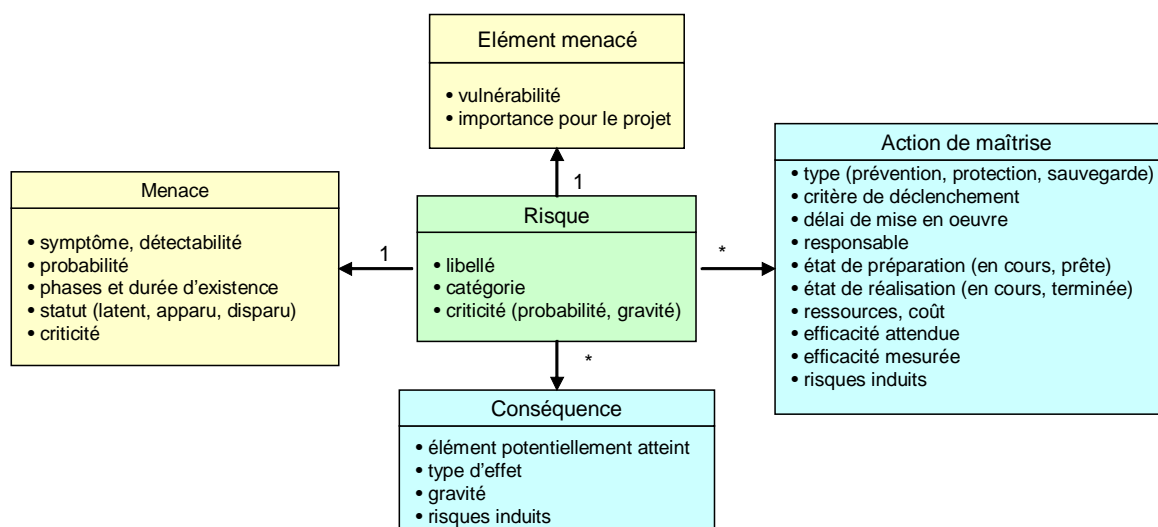 Elément menacé
• vulnérabilité
• importance pour le projet
Action de maîtrise
• type (prévention, protection, sauvegarde)
• critère de déclenchement
• délai de mise en oeuvre
• responsable
• état de préparation (en cours, prête)
• état de réalisation (en cours, terminée)
• ressources, coût
• efficacité attendue
• efficacité mesurée
• risques induits
Menace
• symptôme, détectabilité
• probabilité
• phases et durée d’existence
• statut (latent, apparu, disparu)
• criticité
1
Risque
• libellé
• catégorie
• criticité (probabilité, gravité)
1
*
*
Conséquence
• élément potentiellement atteint
• type d’effet
• gravité
• risques induits